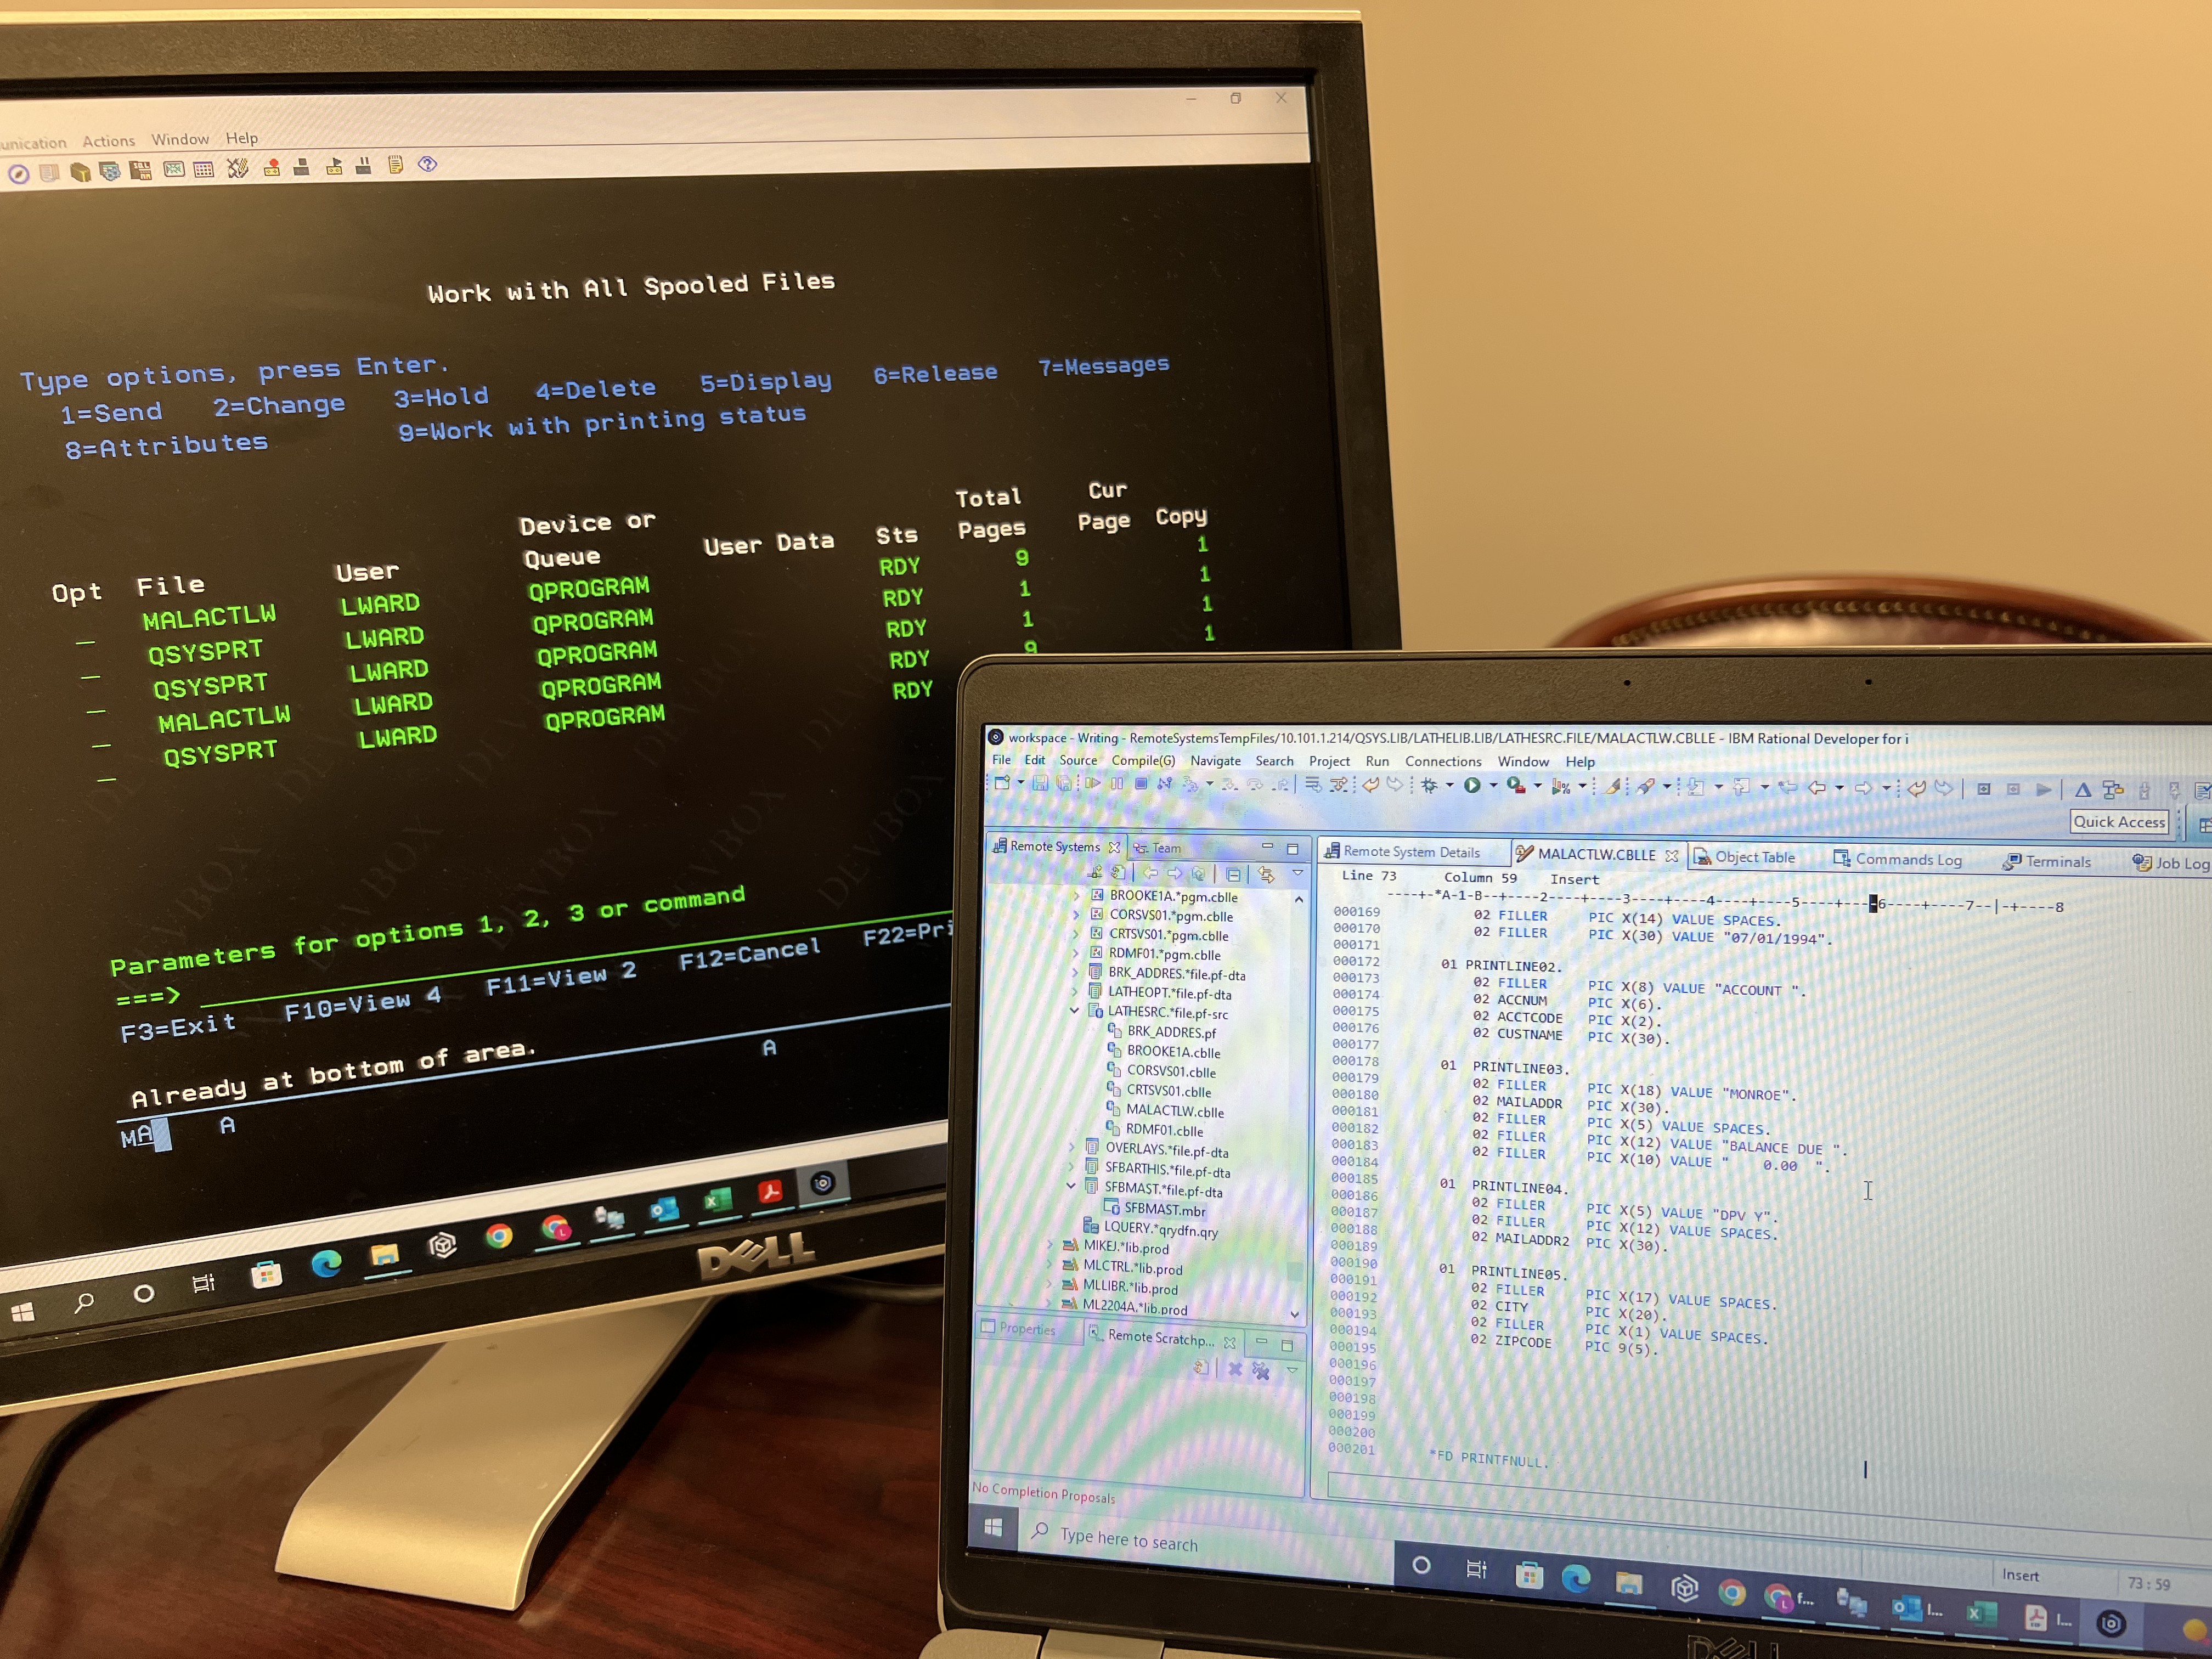 unication Actions Window Help
Work with All Spooled Files
Type options, press Enter.
1=Send 2=Change 3=Hold 4=Delete 5=Display 6=Release 7=Messages
8=Attributes 9=Work with printing status
Total Cur
Device or
Opt File User Queue User Data Sts Pages Page Copy
MALACTLW LWARD QPROGRAM RDY 9 1
QSYSPRT LWARD QPROGRAM RDY 1 1
QSYSPRT LWARD QPROGRAM RDY 1 1
MALACTLW LWARD QPROGRAM RDY 9 1
QSYSPRT LWARD QPROGRAM RDY
Parameters for options 1, 2, 3 or command
===>
F3=Exit F10=View 4 F11=View 2 F12=Cancel F22=Pri
Already at bottom of area.
A
MA A
DEVBOX DEVBOX DEVBOX DEVBOX
DELL
workspace - Writing - RemoteSystemsTempFiles/10.101.1.214/QSYS.LIB/LATHELIB.LIB/LATHESRC.FILE/MALACTLW.CBLLE - IBM Rational Developer for i
File Edit Source Compile(G) Navigate Search Project Run Connections Window Help
Quick Access
Remote Systems Team
BROOKE1A.*pgm.cblle
CORSVS01.*pgm.cblle
CRTSVS01.*pgm.cblle
RDMF01.*pgm.cblle
BRK_ADDRES.*file.pf-dta
LATHEOPT.*file.pf-dta
LATHESRC.*file.pf-src
BRK_ADDRES.pf
BROOKE1A.cblle
CORSVS01.cblle
CRTSVS01.cblle
MALACTLW.cblle
RDMF01.cblle
OVERLAYS.*file.pf-dta
SFBARTHIS.*file.pf-dta
SFBMAST.*file.pf-dta
SFBMAST.mbr
LQUERY.*qrydfn.qry
MIKEJ.*lib.prod
MLCTRL.*lib.prod
MLLIBR.*lib.prod
ML2204A.*lib.prod
Properties Remote Scratchp...
No Completion Proposals
Remote System Details MALACTLW.CBLLE Object Table Commands Log Terminals Job Log
Line 73 Column 59 Insert
----+-*A-1-B--+----2----+----3----+----4----+----5----+----6----+----7--|-+----8
000169 02 FILLER PIC X(14) VALUE SPACES.
000170 02 FILLER PIC X(30) VALUE "07/01/1994".
000171
000172 01 PRINTLINE02.
000173 02 FILLER PIC X(8) VALUE "ACCOUNT ".
000174 02 ACCNUM PIC X(6).
000175 02 ACCTCODE PIC X(2).
000176 02 CUSTNAME PIC X(30).
000177
000178 01 PRINTLINE03.
000179 02 FILLER PIC X(18) VALUE "MONROE".
000180 02 MAILADDR PIC X(30).
000181 02 FILLER PIC X(5) VALUE SPACES.
000182 02 FILLER PIC X(12) VALUE "BALANCE DUE ".
000183 02 FILLER PIC X(10) VALUE " 0.00 ".
000184
000185 01 PRINTLINE04.
000186 02 FILLER PIC X(5) VALUE "DPV Y".
000187 02 FILLER PIC X(12) VALUE SPACES.
000188 02 MAILADDR2 PIC X(30).
000189
000190 01 PRINTLINE05.
000191 02 FILLER PIC X(17) VALUE SPACES.
000192 02 CITY PIC X(20).
000193 02 FILLER PIC X(1) VALUE SPACES.
000194 02 ZIPCODE PIC 9(5).
000195
000196
000197
000198
000199
000200
000201 *FD PRINTFNULL.
Insert 73 : 59
Type here to search
DELL